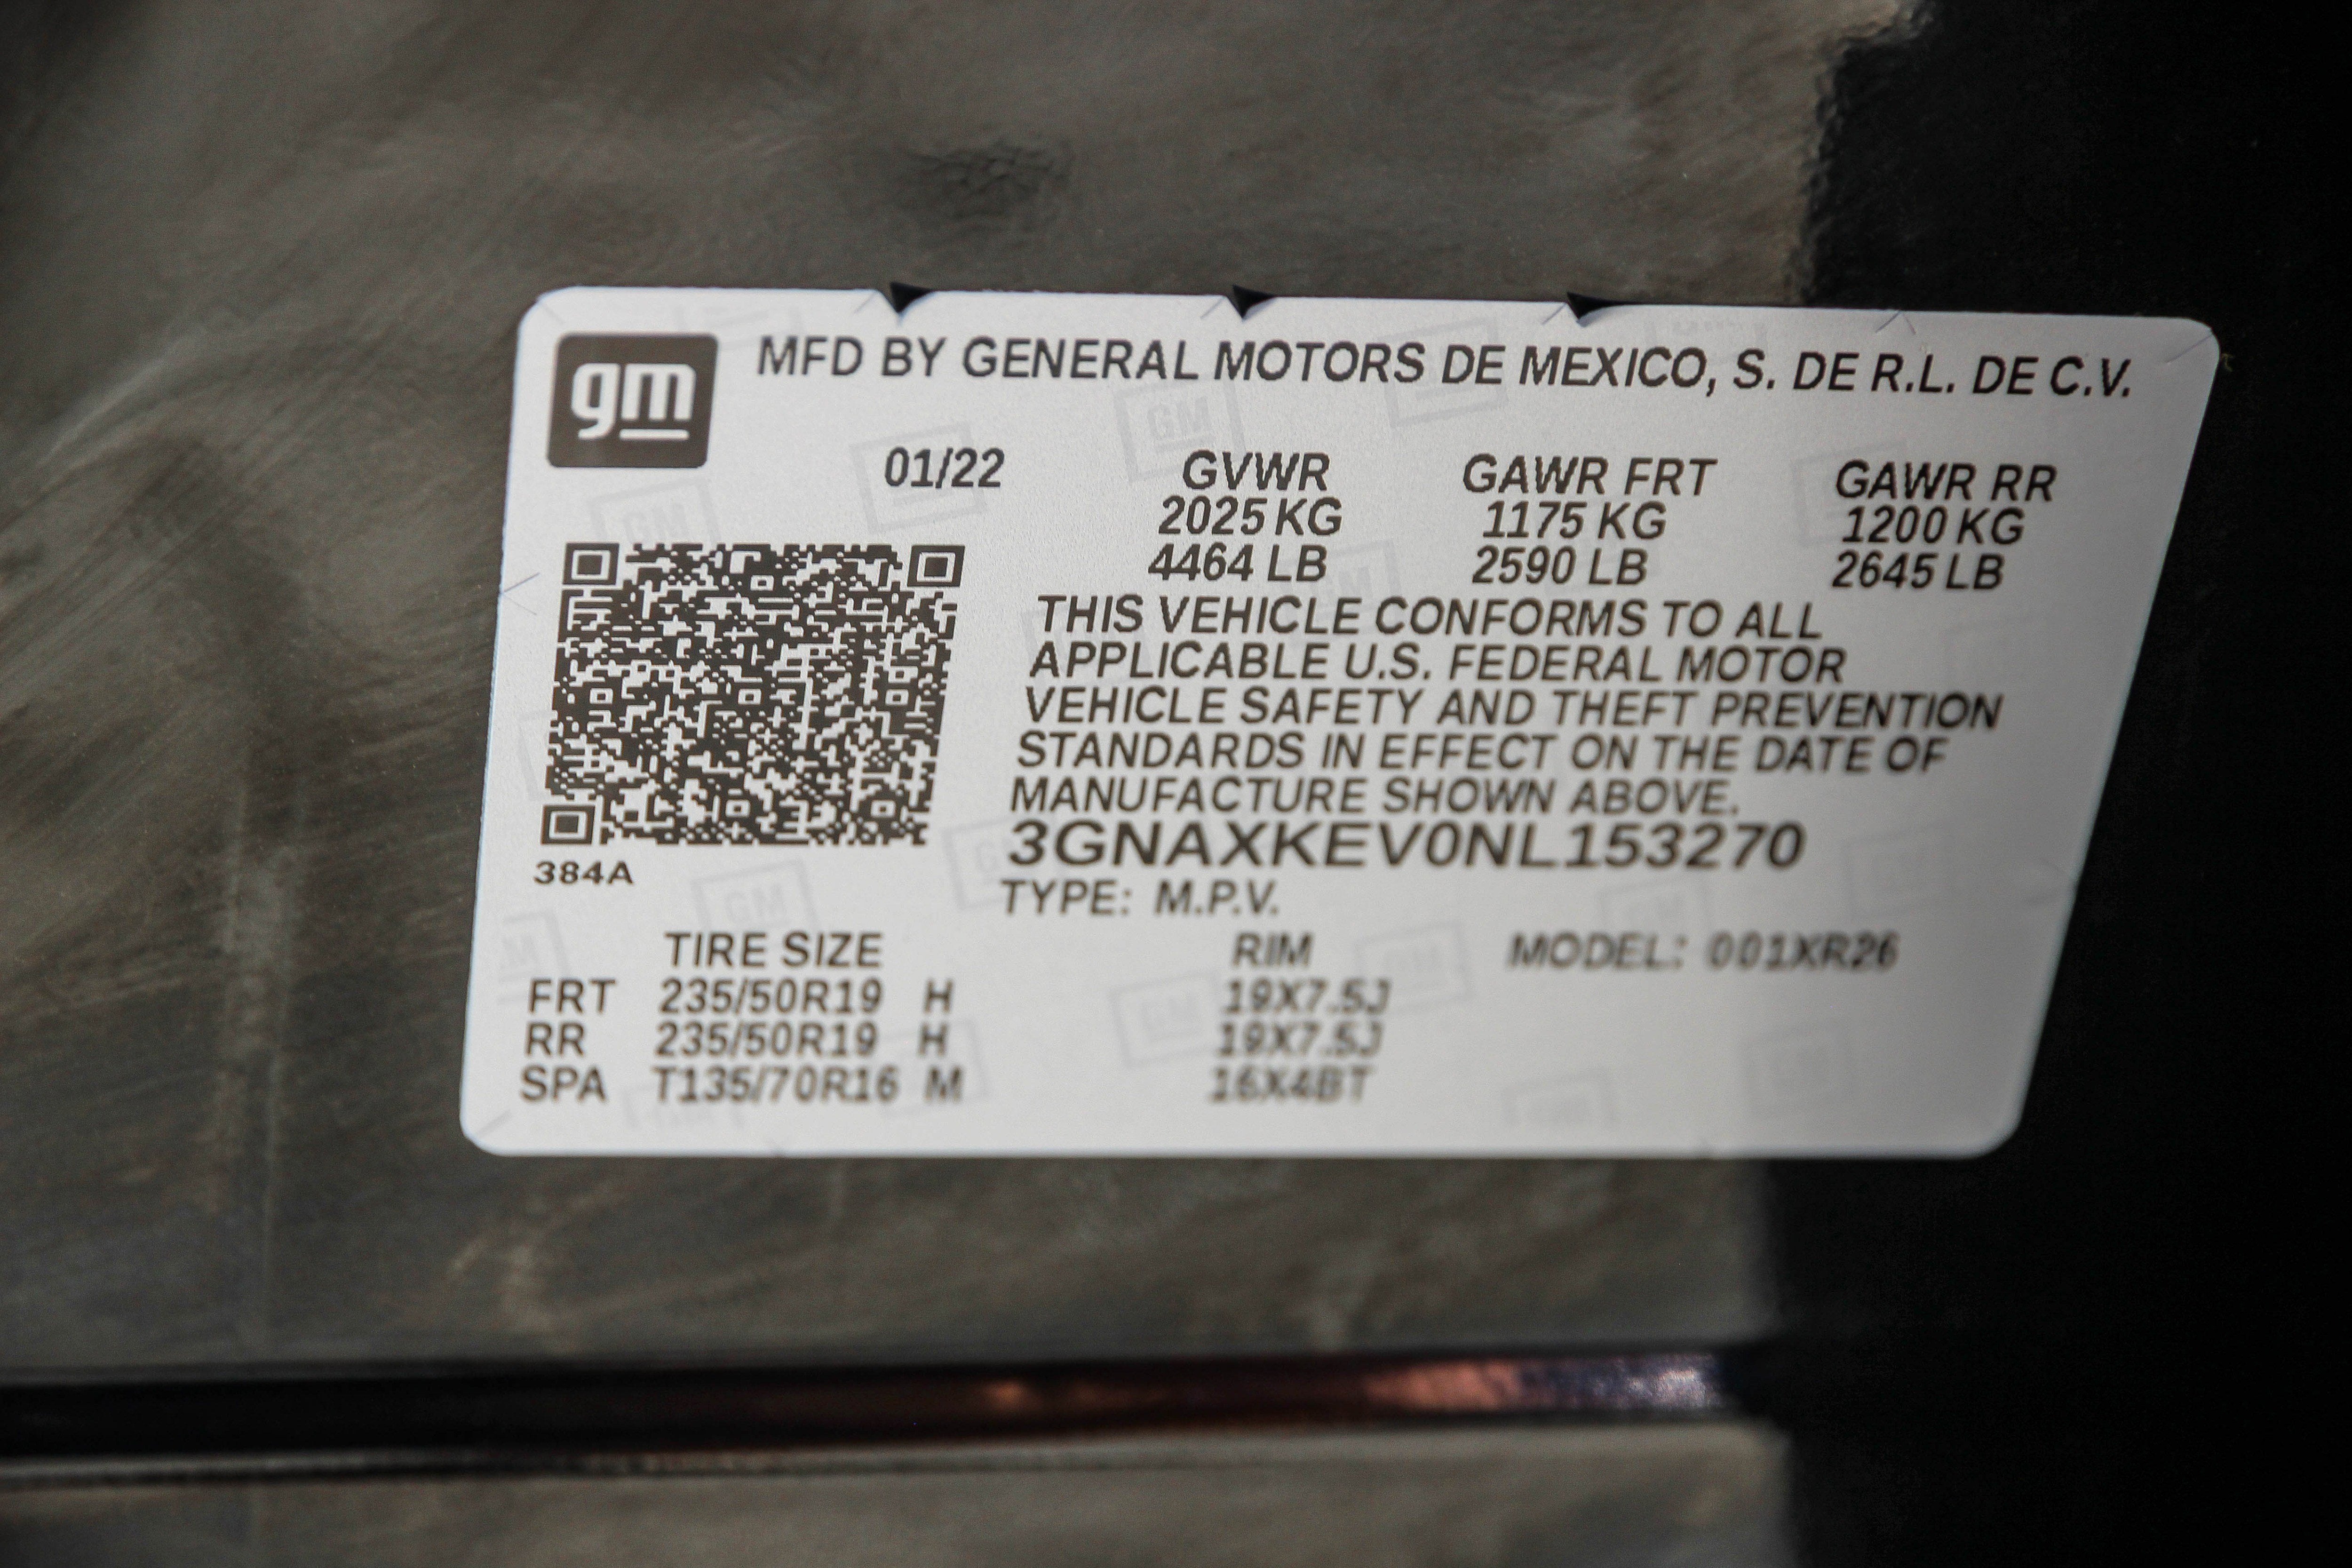 gm
MFD BY GENERAL MOTORS DE MEXICO, S. DE R.L. DE C.V.
01/22 GVWR GAWR FRT GAWR RR
2025 KG 1175 KG 1200 KG
4464 LB 2590 LB 2645 LB
THIS VEHICLE CONFORMS TO ALL
APPLICABLE U.S. FEDERAL MOTOR
VEHICLE SAFETY AND THEFT PREVENTION
STANDARDS IN EFFECT ON THE DATE OF
MANUFACTURE SHOWN ABOVE.
3GNAXKEV0NL153270
384A
TYPE: M.P.V.
TIRE SIZE RIM MODEL: 001XR26
FRT 235/50R19 H 19X7.5J
RR 235/50R19 H 19X7.5J
SPA T135/70R16 M 16X4BT